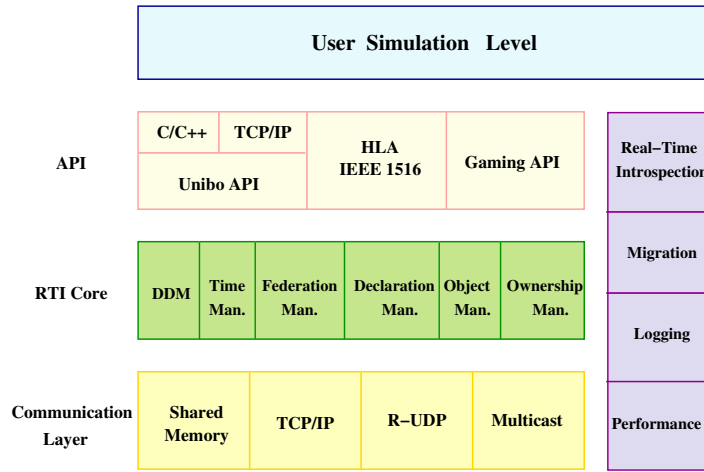 User Simulation Level
API
C/C++
TCP/IP
Unibo API
HLA
IEEE 1516
Gaming API
Real-Time
Introspection
RTI Core
DDM
Time
Man.
Federation
Man.
Declaration
Man.
Object
Man.
Ownership
Man.
Migration
Logging
Communication
Layer
Shared
Memory
TCP/IP
R-UDP
Multicast
Performance